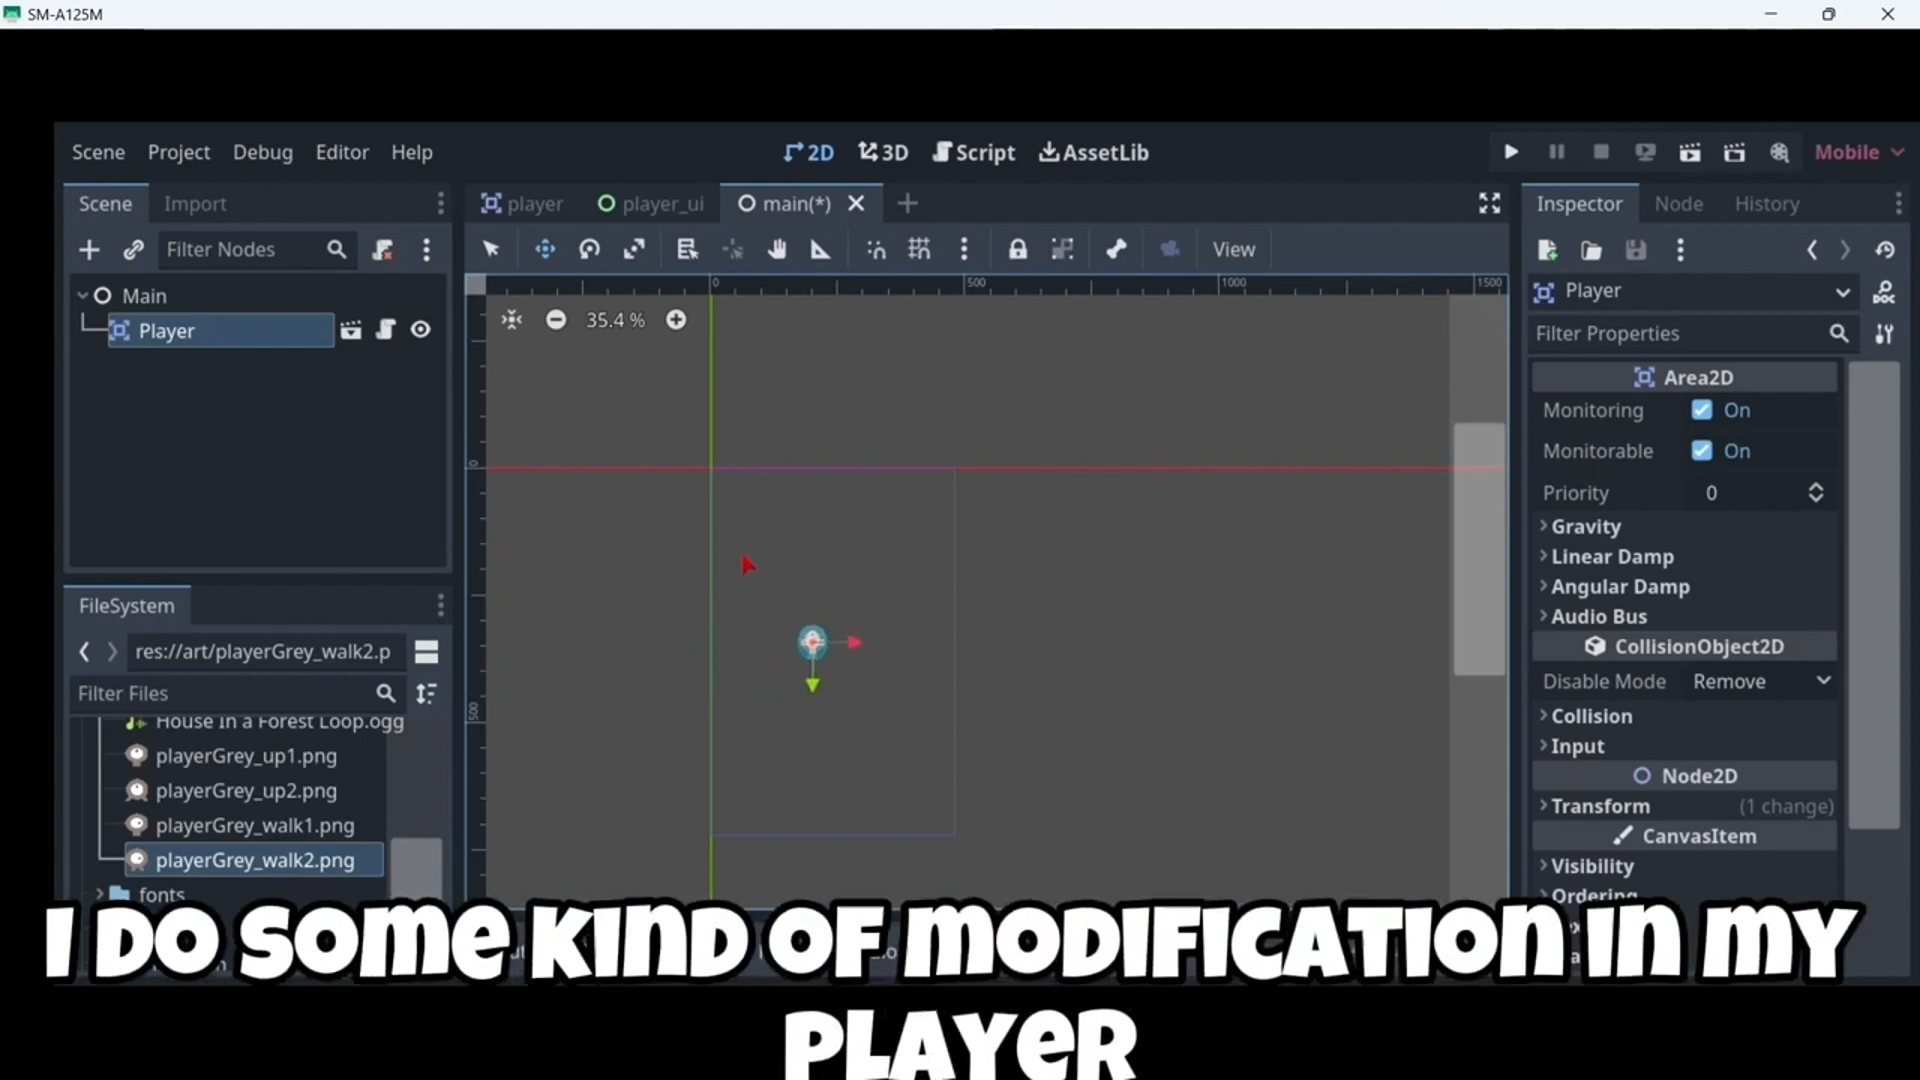 SM-A125M
Scene Project Debug Editor Help
2D 3D Script AssetLib
Mobile
Scene Import
player player_ui main(*)
Inspector Node History
Filter Nodes
View
Main
Player
35.4 %
0 500 1000 1500
0
500
Player
Filter Properties
Area2D
Monitoring On
Monitorable On
Priority 0
Gravity
Linear Damp
Angular Damp
Audio Bus
CollisionObject2D
Disable Mode Remove
Collision
Input
Node2D
Transform (1 change)
CanvasItem
Visibility
Ordering
FileSystem
res://art/playerGrey_walk2.p
Filter Files
House In a Forest Loop.ogg
playerGrey_up1.png
playerGrey_up2.png
playerGrey_walk1.png
playerGrey_walk2.png
fonts
I DO SOME KIND OF MODIFICATION IN MY
PLAYER